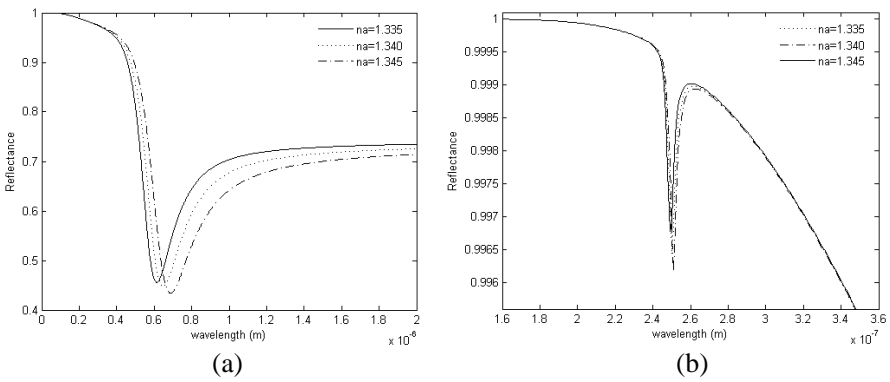 1
0.9
0.8
0.7
0.6
0.5
0.4
Reflectance
na=1.335
na=1.340
na=1.345
0 0.2 0.4 0.6 0.8 1 1.2 1.4 1.6 1.8 2
wavelength (m)
x 10^-6
(a)
1
0.9995
0.999
0.9985
0.998
0.9975
0.997
0.9965
0.996
Reflectance
na=1.335
na=1.340
na=1.345
1.6 1.8 2 2.2 2.4 2.6 2.8 3 3.2 3.4 3.6
wavelength (m)
x 10^-7
(b)